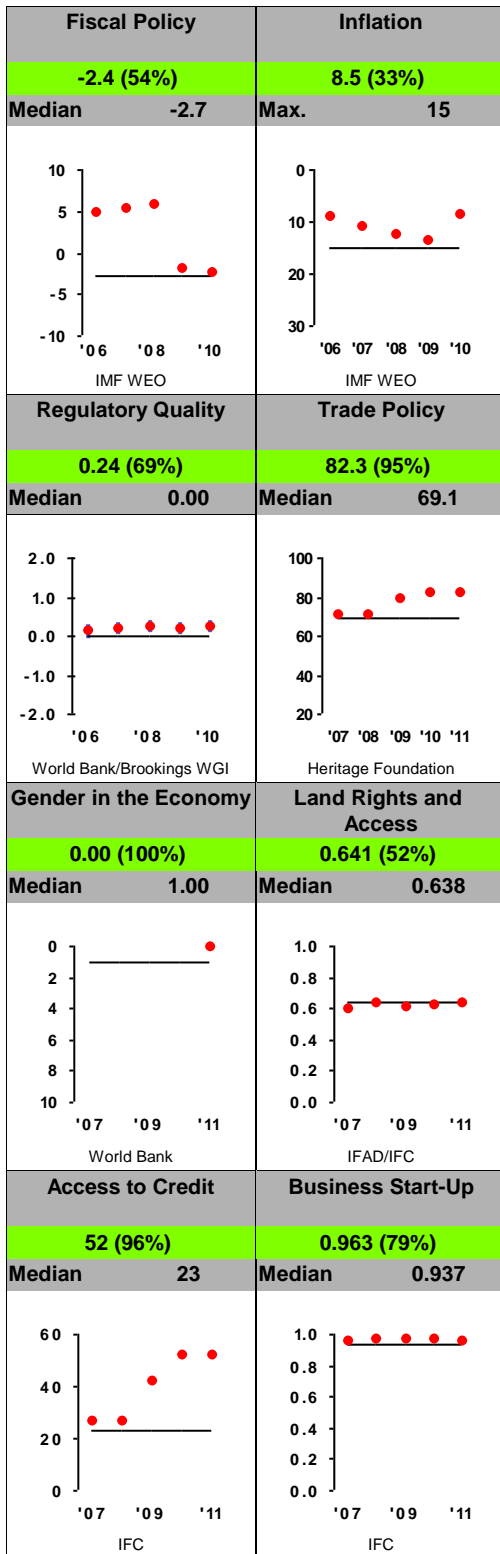 Fiscal Policy
-2.4 (54%)
Median -2.7
10
5
0
-5
-10
'06 '08 '10
IMF WEO
Inflation
8.5 (33%)
Max. 15
0
10
20
30
'06 '07 '08 '09 '10
IMF WEO
Regulatory Quality
0.24 (69%)
Median 0.00
2.0
1.0
0.0
-1.0
-2.0
'06 '08 '10
World Bank/Brookings WGI
Trade Policy
82.3 (95%)
Median 69.1
100
80
60
40
20
'07 '08 '09 '10 '11
Heritage Foundation
Gender in the Economy
0.00 (100%)
Median 1.00
0
2
4
6
8
10
'07 '09 '11
World Bank
Land Rights and
Access
0.641 (52%)
Median 0.638
1.0
0.8
0.6
0.4
0.2
0.0
'07 '09 '11
IFAD/IFC
Access to Credit
52 (96%)
Median 23
60
40
20
0
'07 '09 '11
IFC
Business Start-Up
0.963 (79%)
Median 0.937
1.0
0.8
0.6
0.4
0.2
0.0
'07 '09 '11
IFC